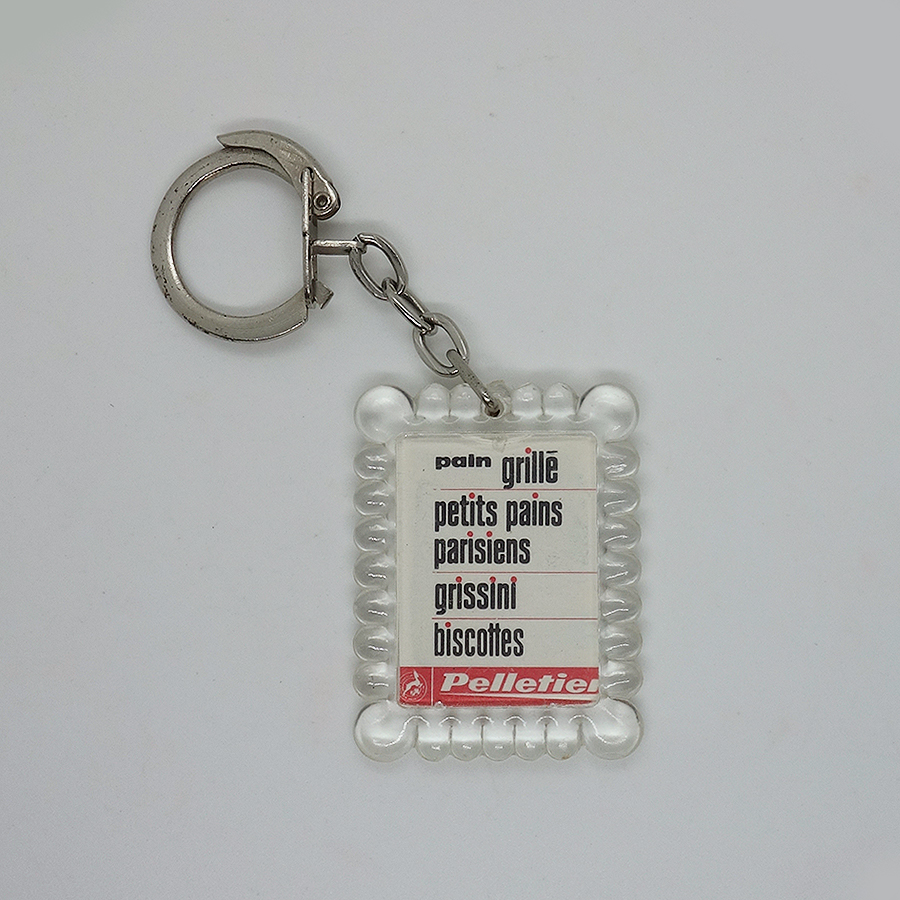 pain grillé
petits pains
parisiens
grissini
biscottes
Pelletier